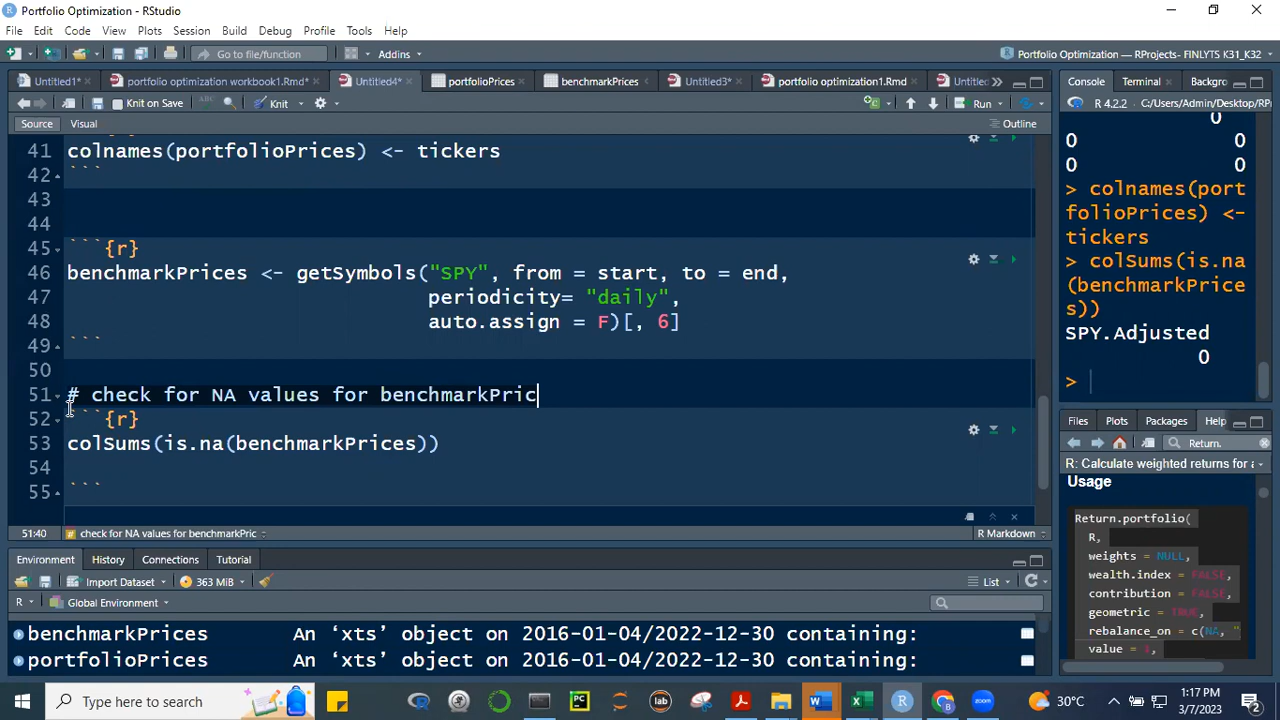 Portfolio Optimization - RStudio
File Edit Code View Plots Session Build Debug Profile Tools Help
Go to file/function Addins Portfolio Optimization — RProjects- FINLYTS K31_K32
Untitled1* portfolio optimization workbook1.Rmd* Untitled4* portfolioPrices benchmarkPrices Untitled3* portfolio optimization1.Rmd Untitled
Knit on Save ABC Knit Run
Source Visual Outline
41 colnames(portfolioPrices) <- tickers
42 ```
43
44
45 ```{r}
46 benchmarkPrices <- getSymbols("SPY", from = start, to = end,
47 periodicity= "daily",
48 auto.assign = F)[, 6]
49 ```
50
51 # check for NA values for benchmarkPric
52 ```{r}
53 colSums(is.na(benchmarkPrices))
54
55 ```
51:40 # check for NA values for benchmarkPric R Markdown
Console Terminal Backgro
R 4.2.2 · C:/Users/Admin/Desktop/RP
0
0 0
0 0
> colnames(port
folioPrices) <-
tickers
> colSums(is.na
(benchmarkPrice
s))
SPY.Adjusted
0
>
Files Plots Packages Help
Return.
R: Calculate weighted returns for a
Usage
Return.portfolio(
R,
weights = NULL,
wealth.index = FALSE,
contribution = FALSE,
geometric = TRUE,
rebalance_on = c(NA, "
value = 1,
Environment History Connections Tutorial
Import Dataset 363 MiB List
R Global Environment
benchmarkPrices An ‘xts’ object on 2016-01-04/2022-12-30 containing:
portfolioPrices An ‘xts’ object on 2016-01-04/2022-12-30 containing:
Type here to search 30°C 1:17 PM
3/7/2023